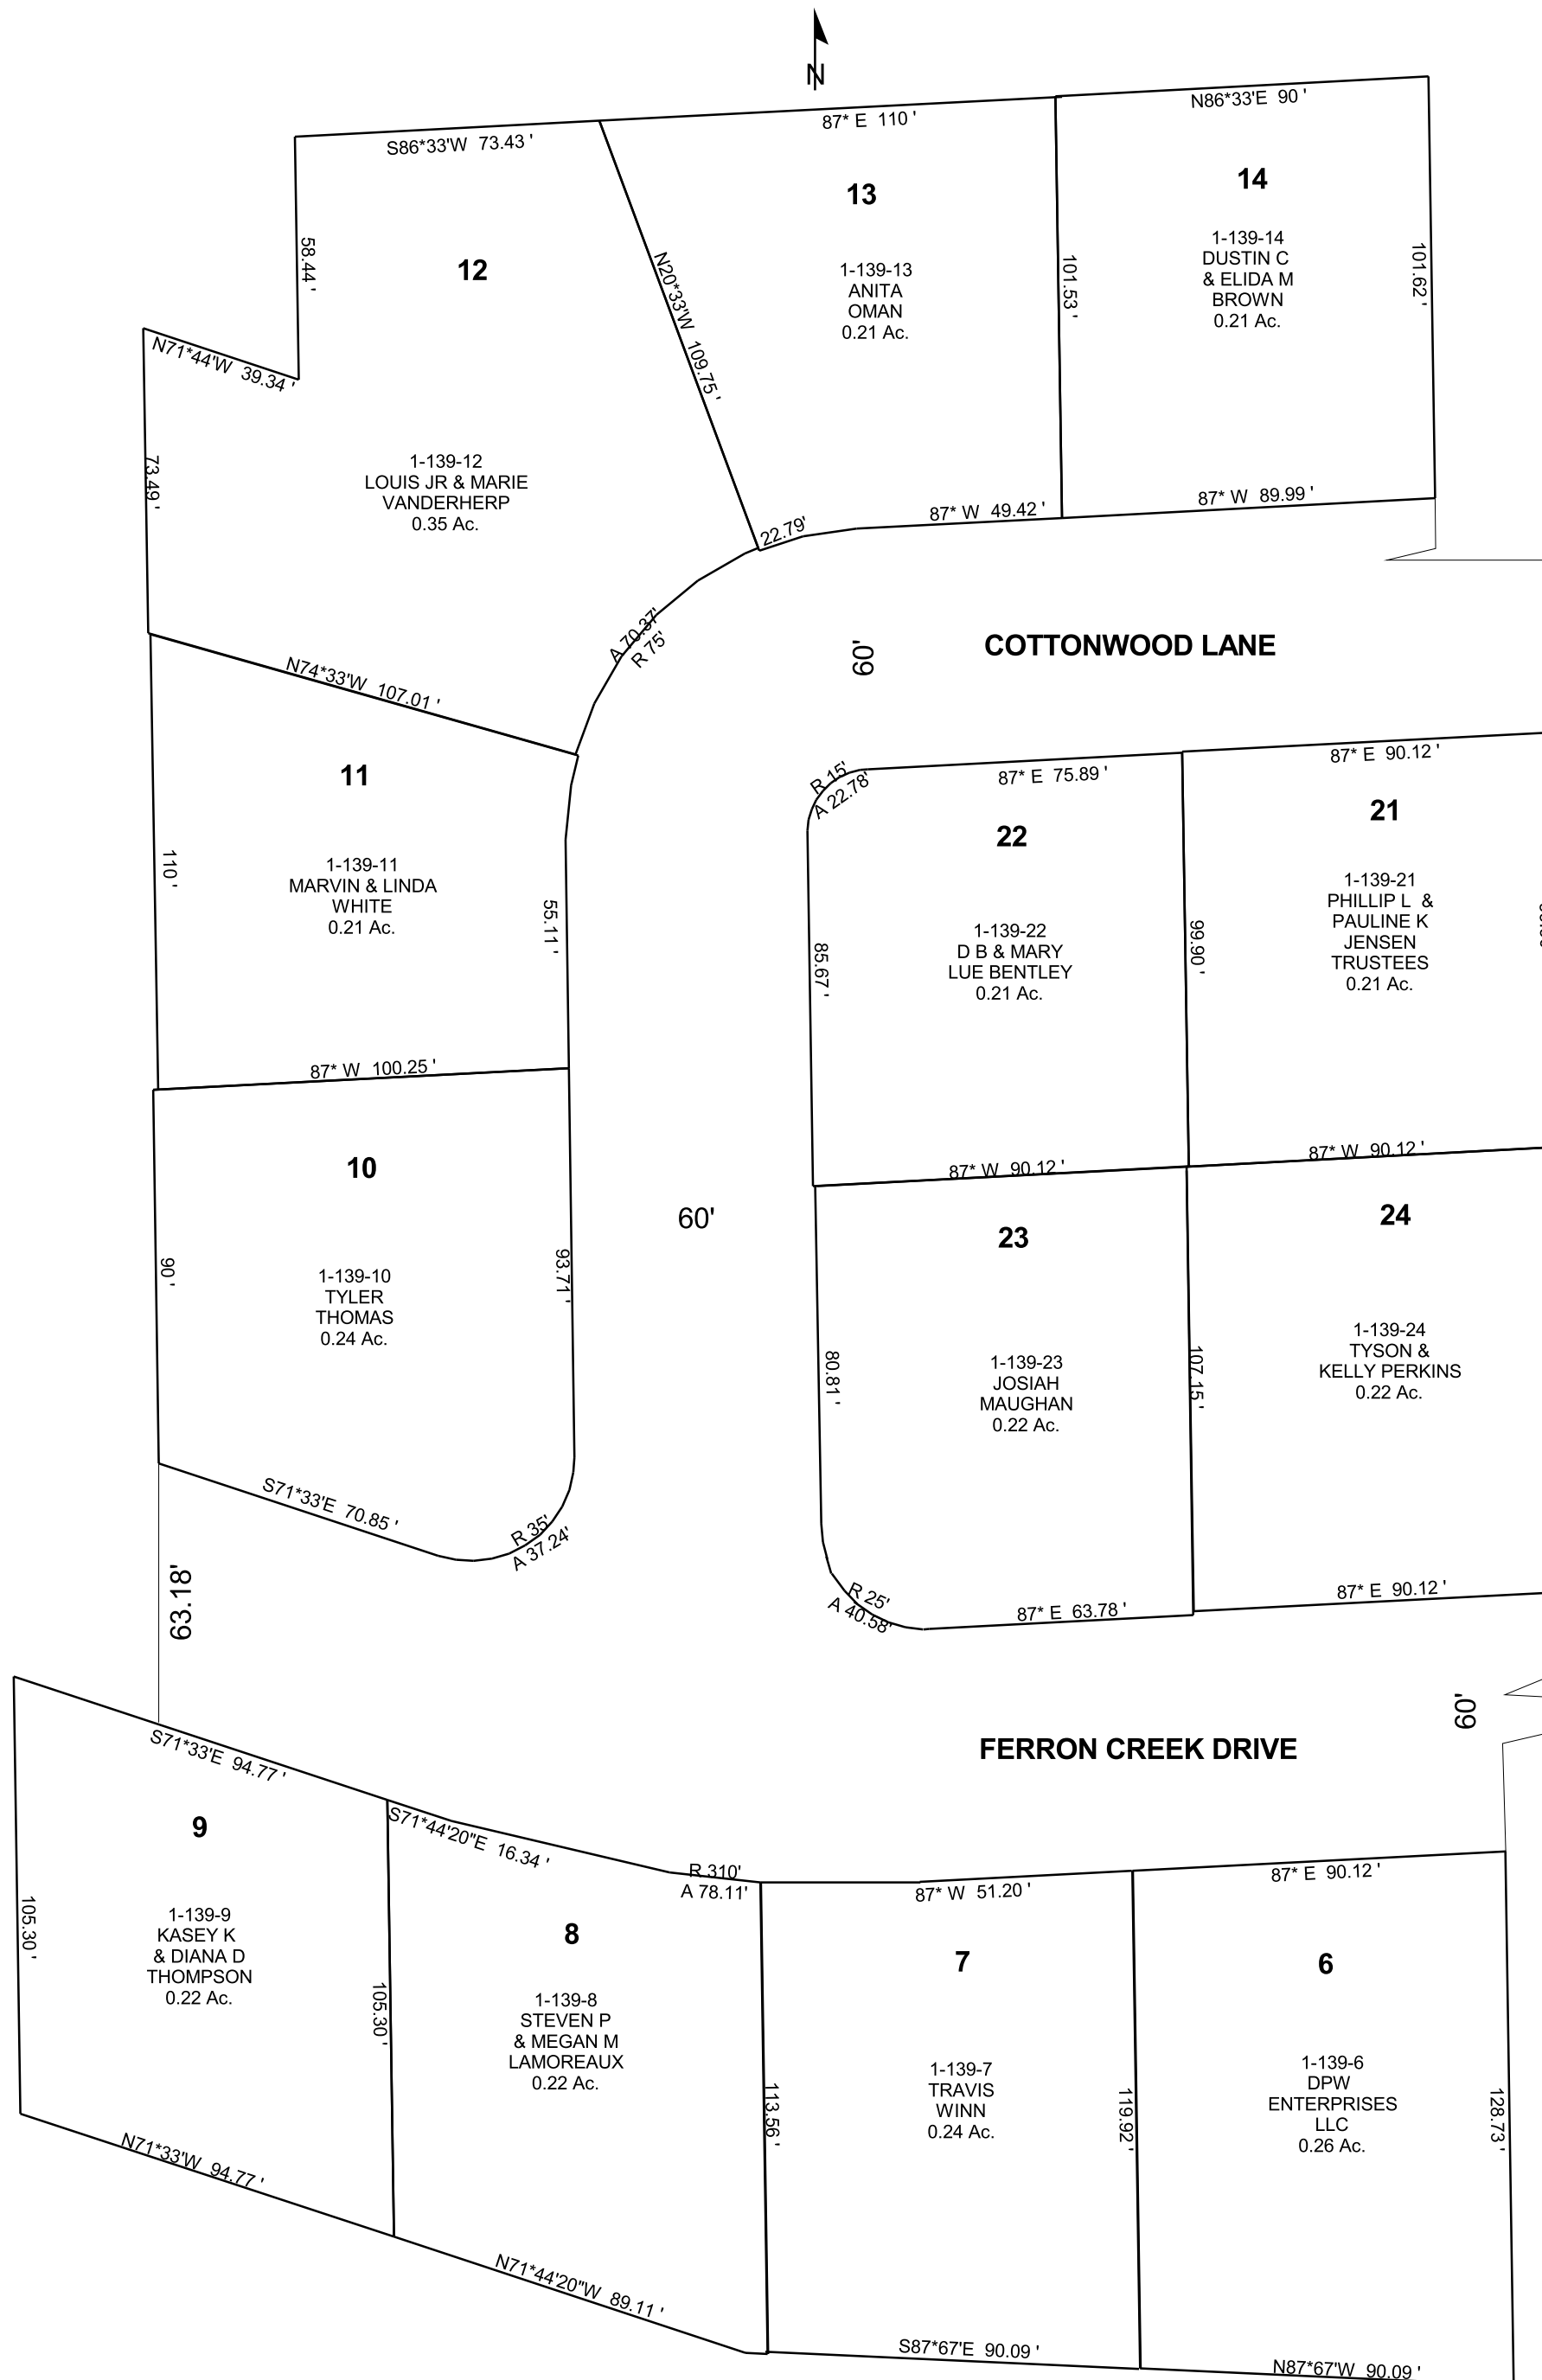 N
S86*33'W 73.43 '
87* E 110 '
N86*33'E 90 '
58.44 '
12
N20*33'W 109.75 '
13
1-139-13
ANITA
OMAN
0.21 Ac.
101.53 '
14
1-139-14
DUSTIN C
& ELIDA M
BROWN
0.21 Ac.
101.62 '
N71*44'W 39.34 '
73.49 '
1-139-12
LOUIS JR & MARIE
VANDERHERP
0.35 Ac.
22.79'
87* W 49.42 '
87* W 89.99 '
A 70.37'
R 75'
60'
COTTONWOOD LANE
N74*33'W 107.01 '
11
1-139-11
MARVIN & LINDA
WHITE
0.21 Ac.
110 '
55.11 '
R 15'
A 22.78'
87* E 75.89 '
87* E 90.12 '
22
1-139-22
D B & MARY
LUE BENTLEY
0.21 Ac.
85.67 '
99.90 '
21
1-139-21
PHILLIP L &
PAULINE K
JENSEN
TRUSTEES
0.21 Ac.
87* W 100.25 '
87* W 90.12 '
87* W 90.12 '
10
1-139-10
TYLER
THOMAS
0.24 Ac.
90 '
93.71 '
60'
23
1-139-23
JOSIAH
MAUGHAN
0.22 Ac.
80.81 '
107.15 '
24
1-139-24
TYSON &
KELLY PERKINS
0.22 Ac.
S71*33'E 70.85 '
R 35'
A 37.24'
R 25'
A 40.58'
87* E 63.78 '
87* E 90.12 '
63.18'
60'
FERRON CREEK DRIVE
S71*33'E 94.77 '
S71*44'20"E 16.34 '
R 310'
A 78.11'
87* W 51.20 '
87* E 90.12 '
9
1-139-9
KASEY K
& DIANA D
THOMPSON
0.22 Ac.
105.30 '
105.30 '
8
1-139-8
STEVEN P
& MEGAN M
LAMOREAUX
0.22 Ac.
113.56 '
7
1-139-7
TRAVIS
WINN
0.24 Ac.
119.92 '
6
1-139-6
DPW
ENTERPRISES
LLC
0.26 Ac.
128.73 '
N71*33'W 94.77 '
N71*44'20"W 89.11 '
S87*67'E 90.09 '
N87*67'W 90.09 '